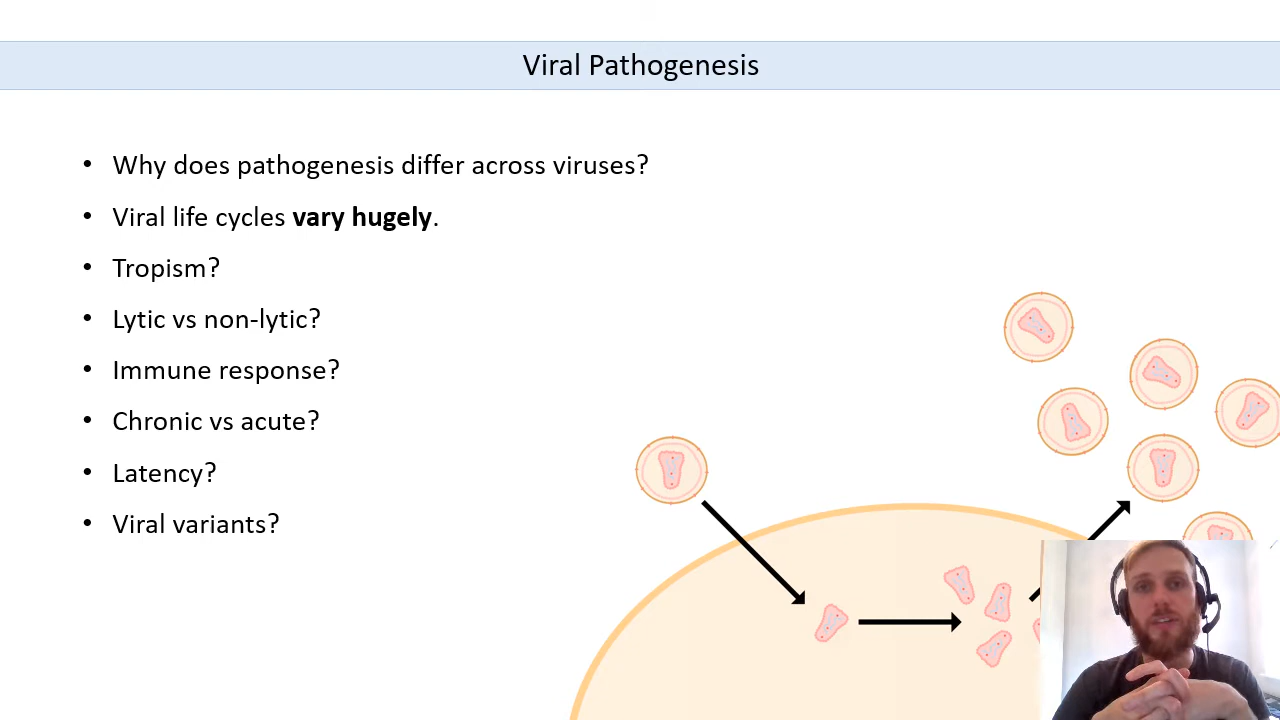 Viral Pathogenesis
• Why does pathogenesis differ across viruses?
• Viral life cycles vary hugely.
• Tropism?
• Lytic vs non-lytic?
• Immune response?
• Chronic vs acute?
• Latency?
• Viral variants?